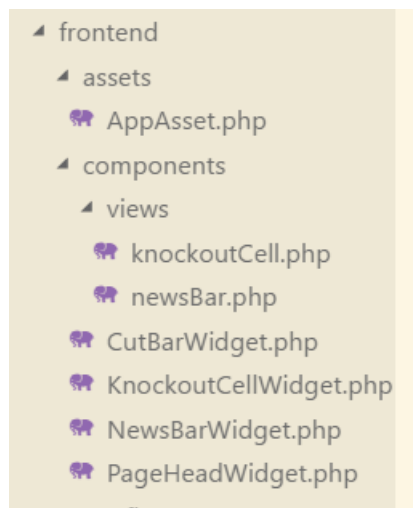 frontend
assets
AppAsset.php
components
views
knockoutCell.php
newsBar.php
CutBarWidget.php
KnockoutCellWidget.php
NewsBarWidget.php
PageHeadWidget.php